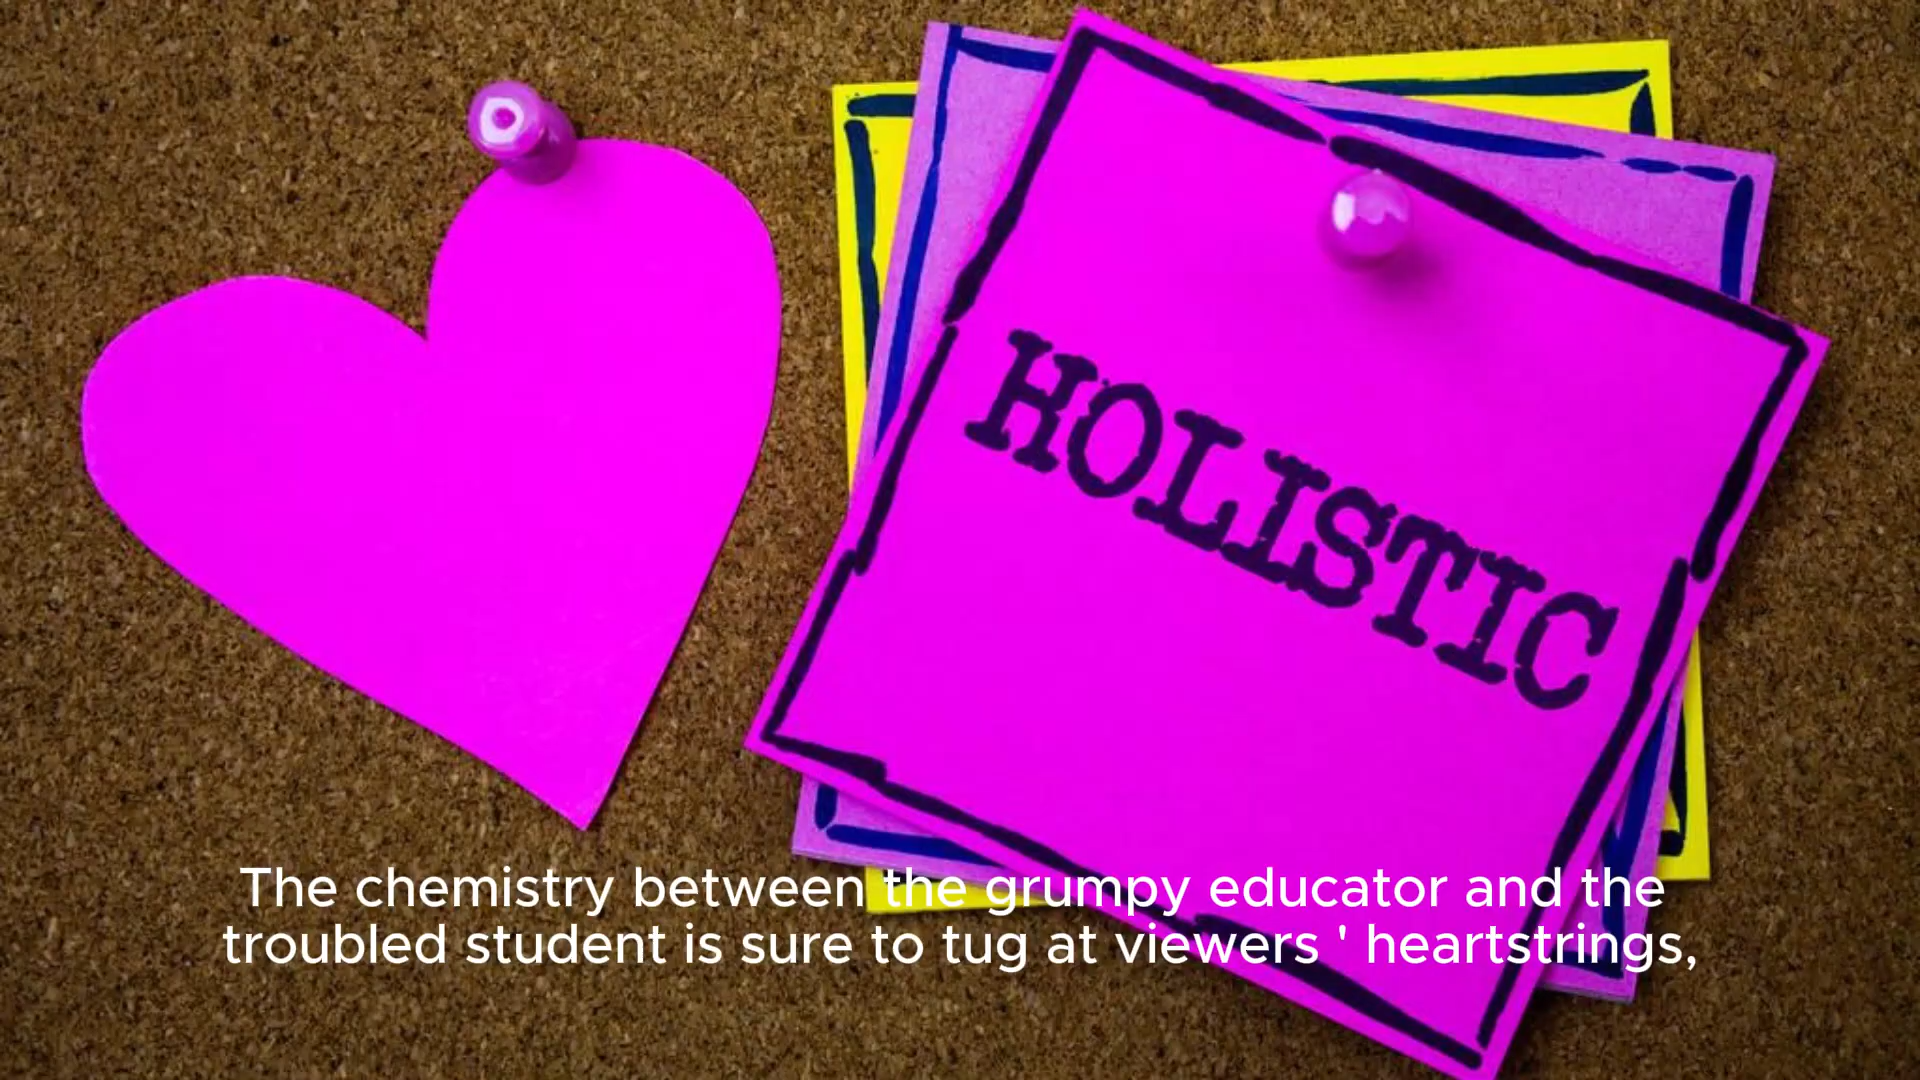 HOLISTIC
The chemistry between the grumpy educator and the
troubled student is sure to tug at viewers ' heartstrings,